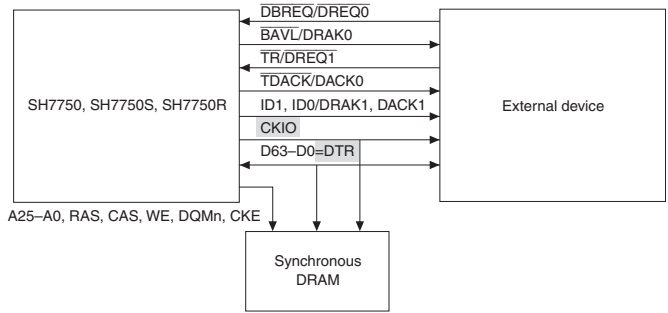 DBREQ/DREQ0
BAVL/DRAK0
TR/DREQ1
TDACK/DACK0
ID1, ID0/DRAK1, DACK1
CKIO
D63–D0=DTR
SH7750, SH7750S, SH7750R
External device
A25–A0, RAS, CAS, WE, DQMn, CKE
Synchronous
DRAM